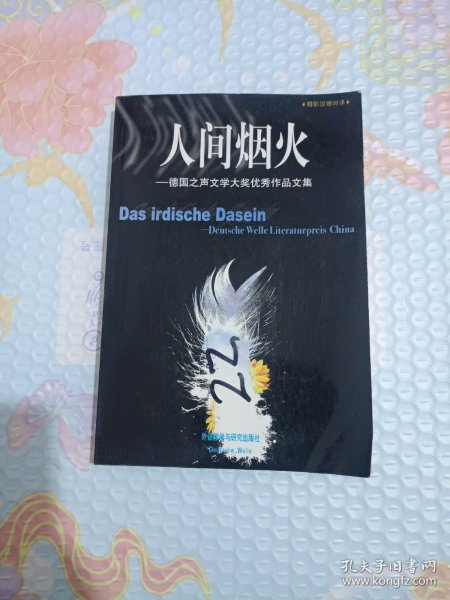 精彩汉德对译
人间烟火
—德国之声文学大奖优秀作品文集
Das irdische Dasein
—Deutsche Welle Literaturpreis China
22
外语教学与研究出版社
Deutsche Welle
孔夫子旧书网
www.kongfz.com